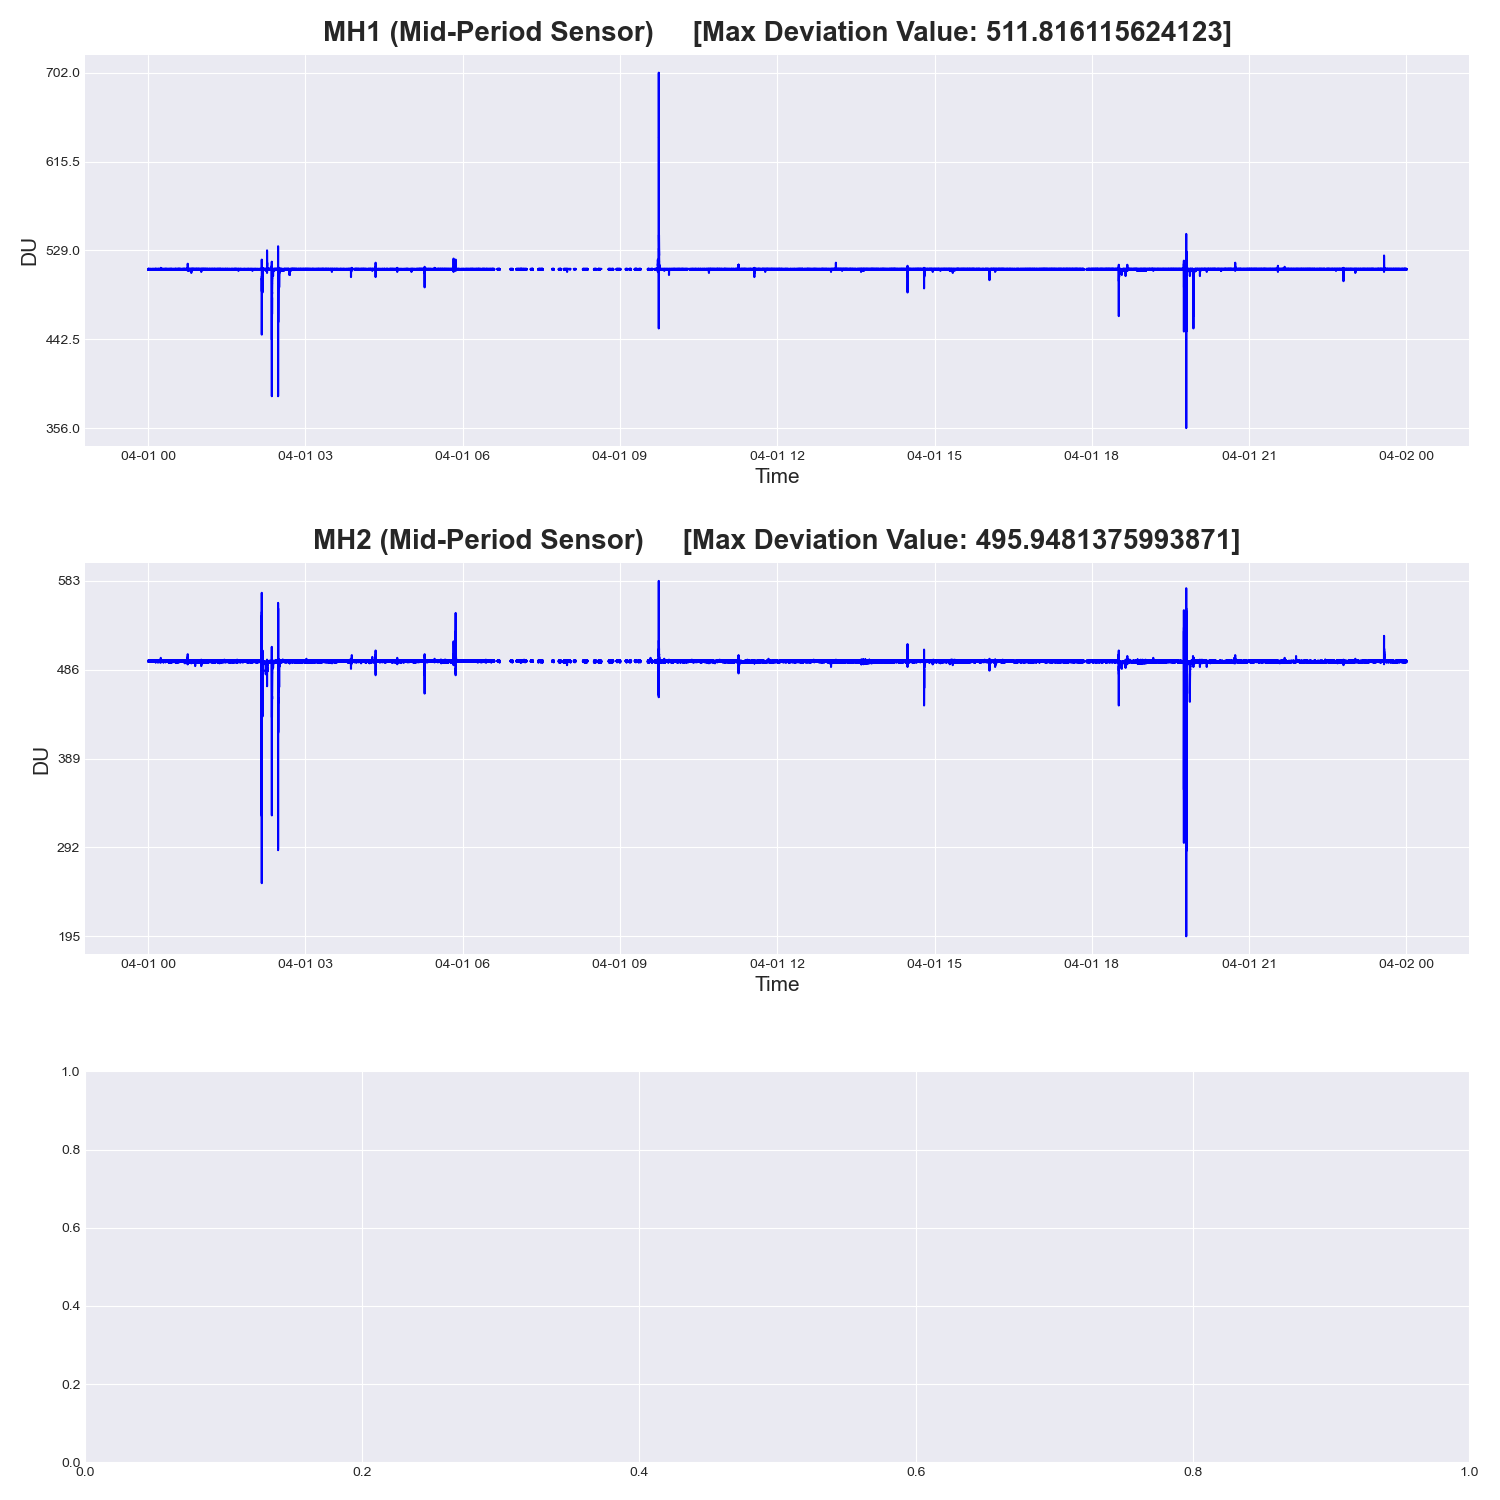 MH1 (Mid-Period Sensor) [Max Deviation Value: 511.816115624123]
702.0
615.5
529.0
442.5
356.0
DU
04-01 00 04-01 03 04-01 06 04-01 09 04-01 12 04-01 15 04-01 18 04-01 21 04-02 00
Time
MH2 (Mid-Period Sensor) [Max Deviation Value: 495.9481375993871]
583
486
389
292
195
DU
04-01 00 04-01 03 04-01 06 04-01 09 04-01 12 04-01 15 04-01 18 04-01 21 04-02 00
Time
1.0
0.8
0.6
0.4
0.2
0.0
0.0 0.2 0.4 0.6 0.8 1.0